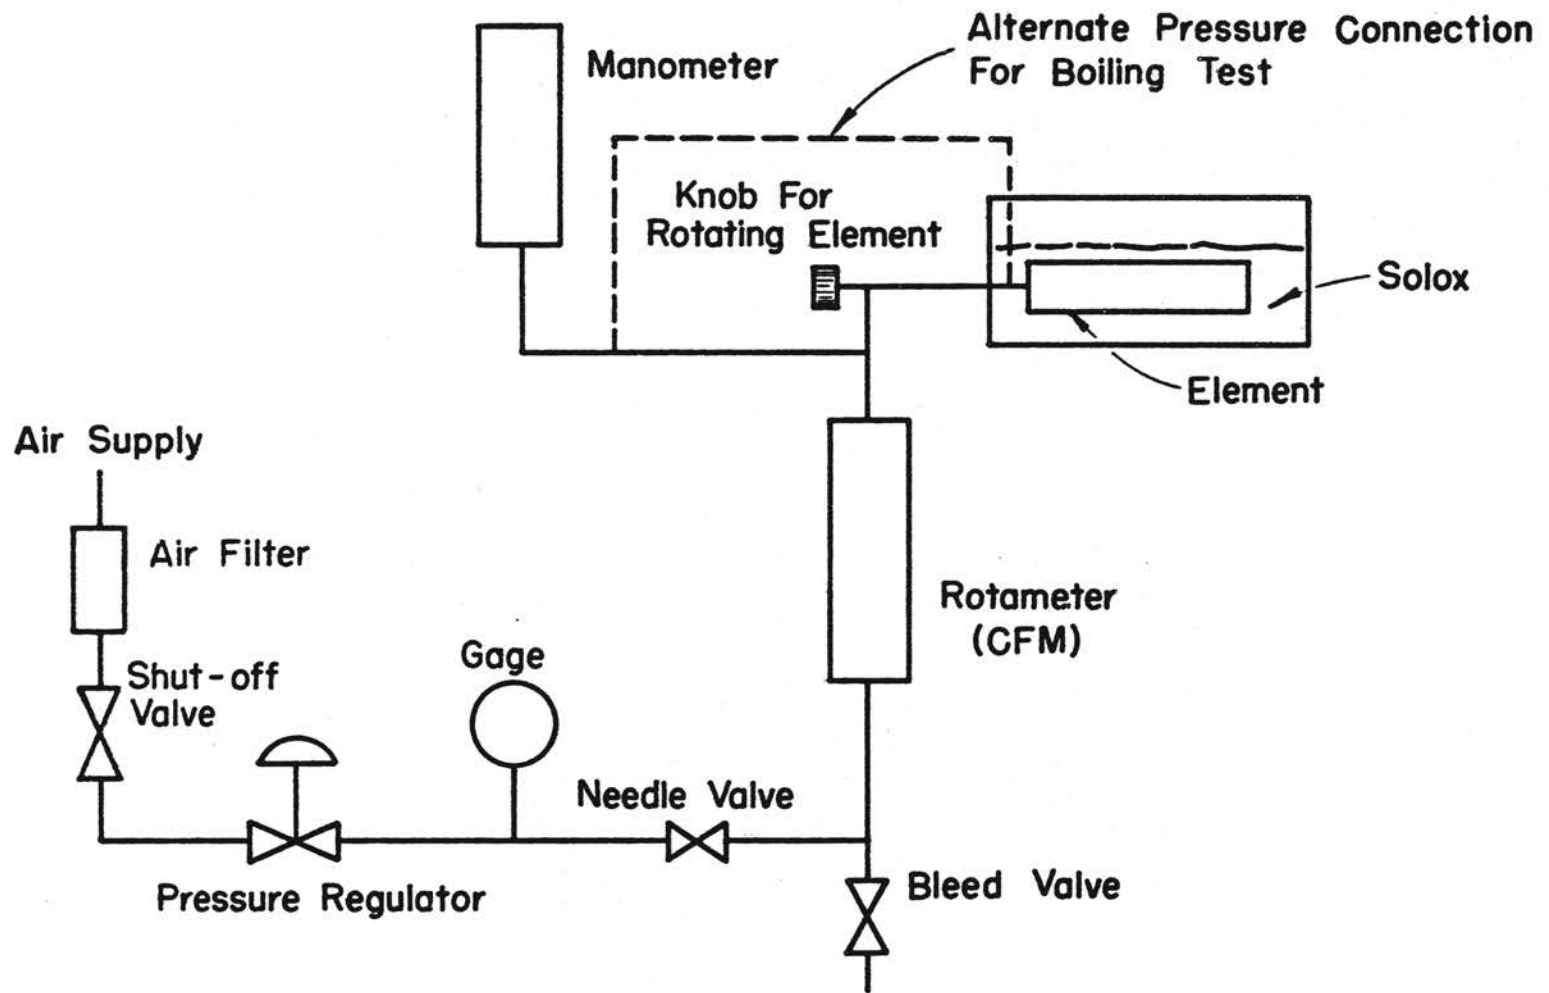 Alternate Pressure Connection
For Boiling Test
Manometer
Knob For
Rotating Element
Solox
Element
Air Supply
Air Filter
Rotameter
(CFM)
Gage
Shut-off
Valve
Needle Valve
Pressure Regulator
Bleed Valve